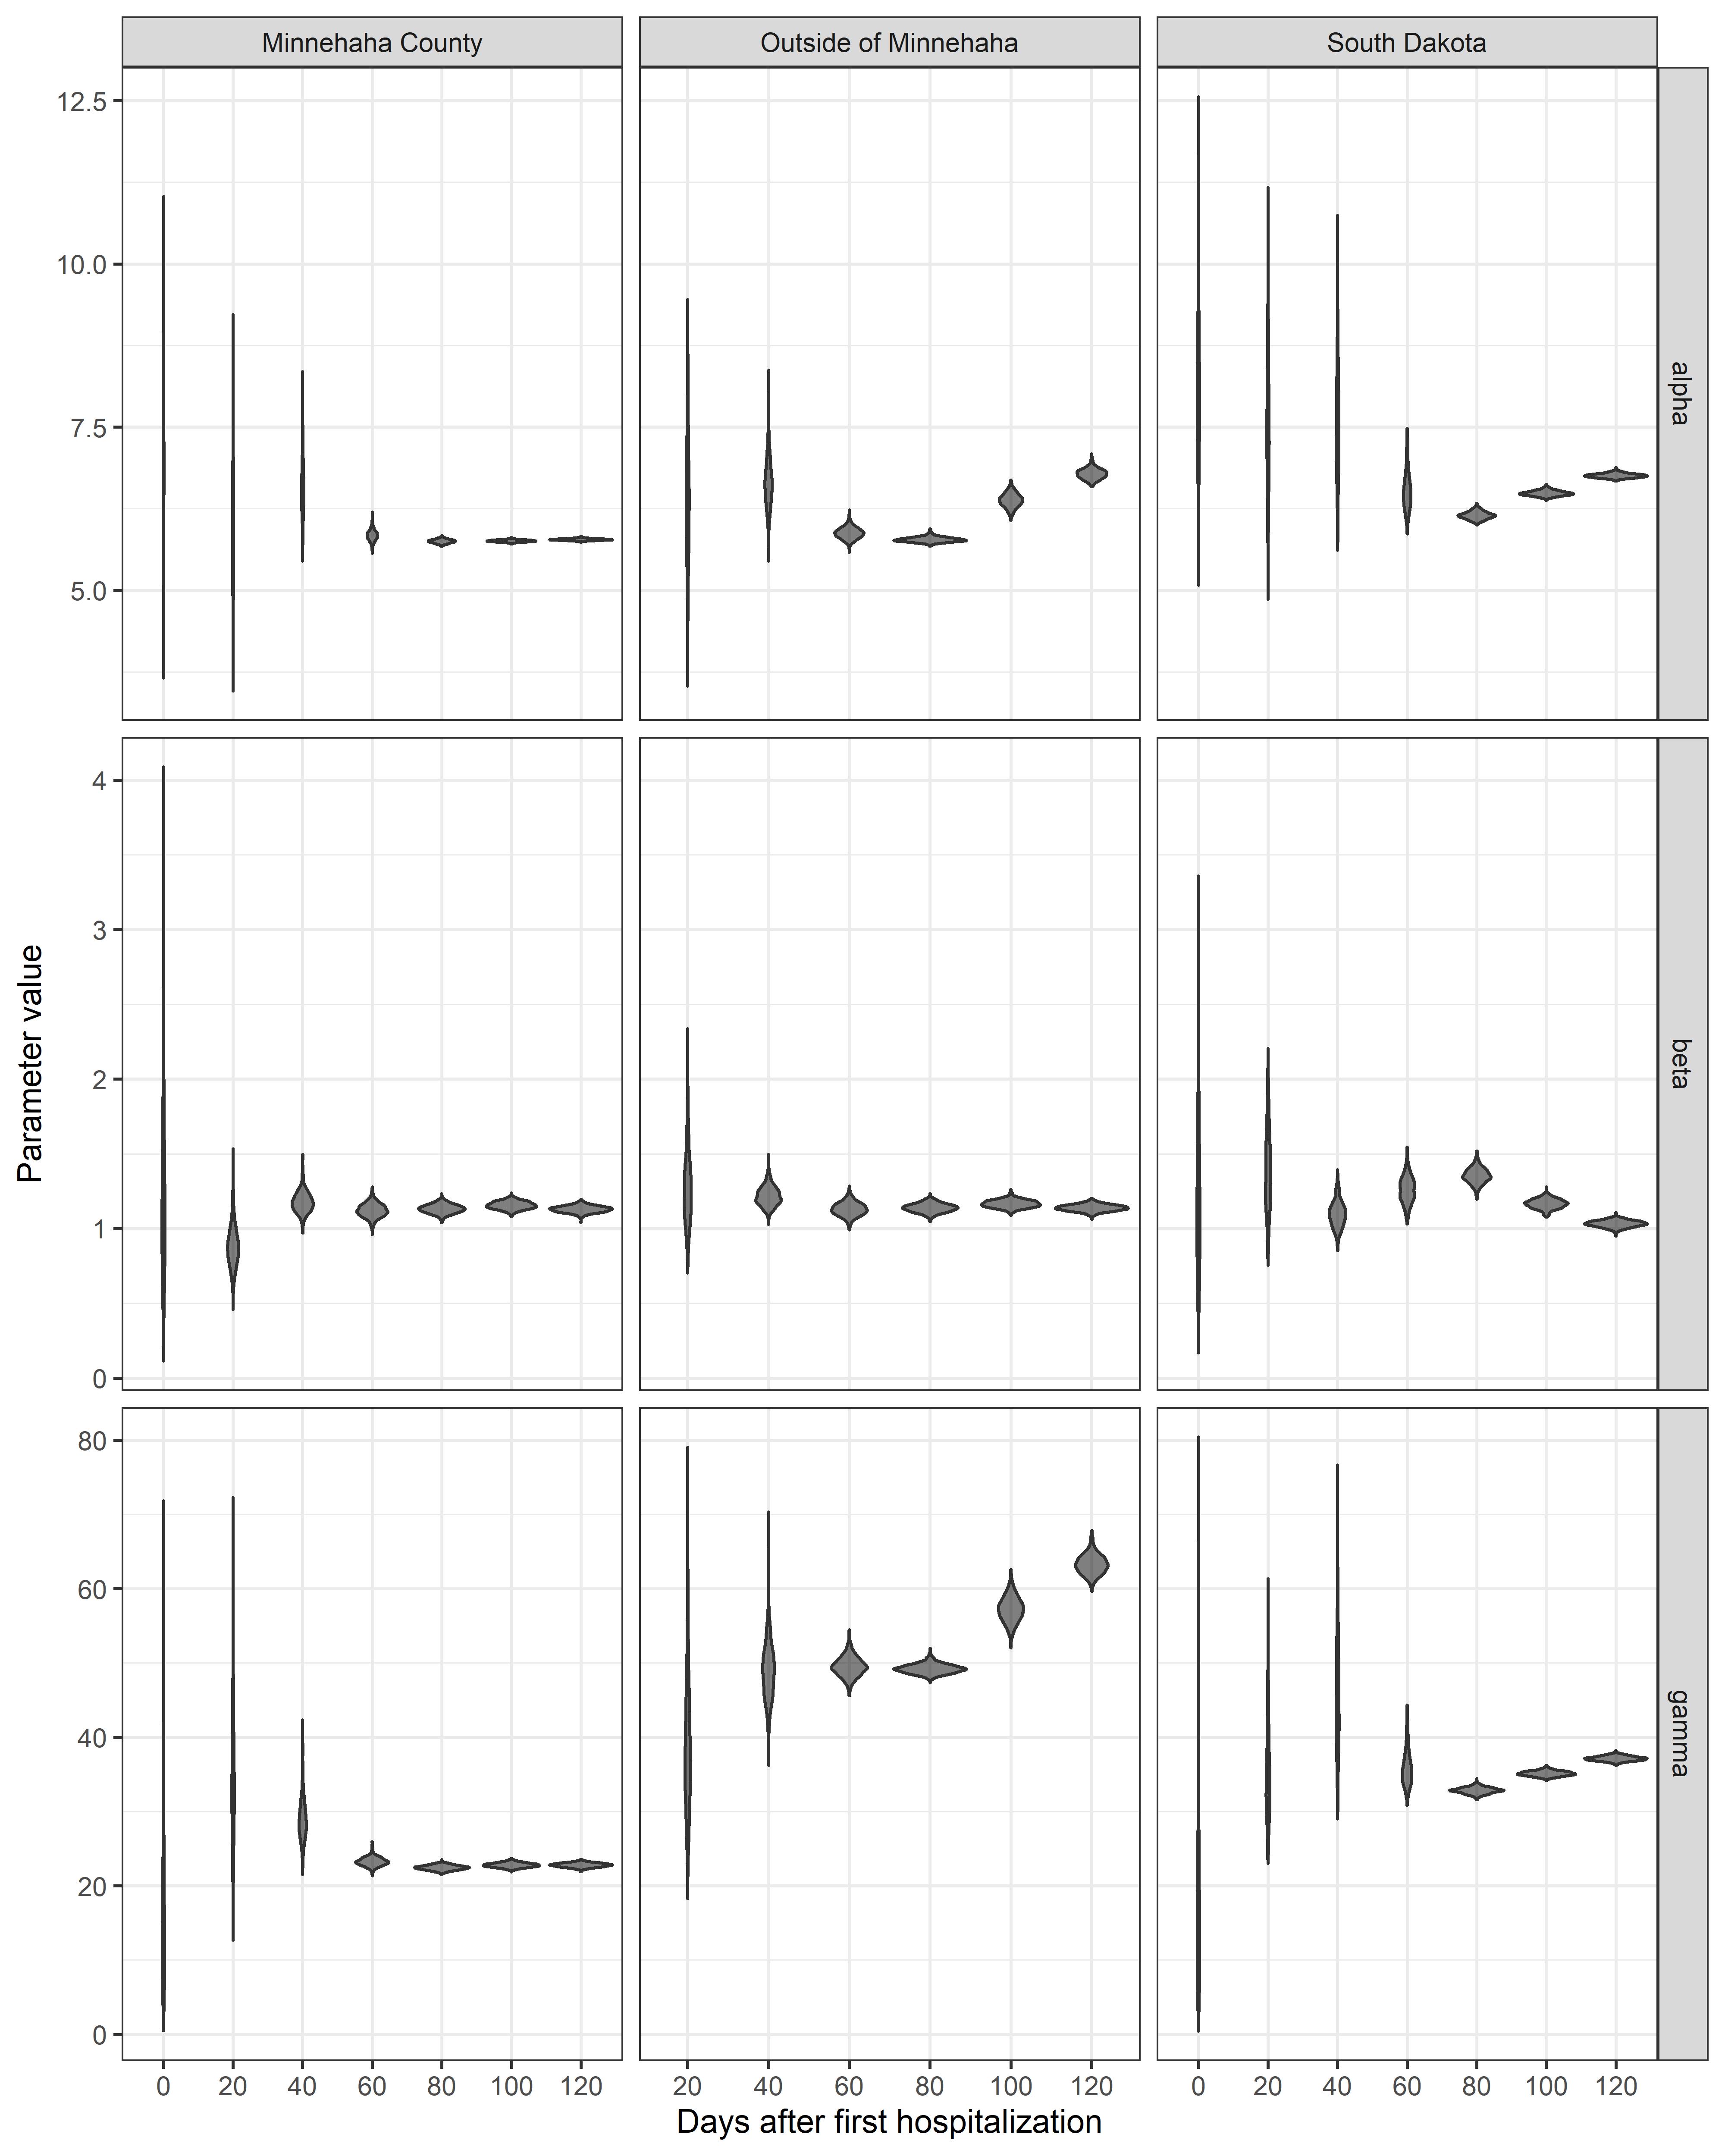 Minnehaha County Outside of Minnehaha South Dakota
12.5
10.0
7.5
5.0
alpha
4
3
2
1
0
beta
Parameter value
80
60
40
20
0
gamma
0 20 40 60 80 100 120 20 40 60 80 100 120 0 20 40 60 80 100 120
Days after first hospitalization